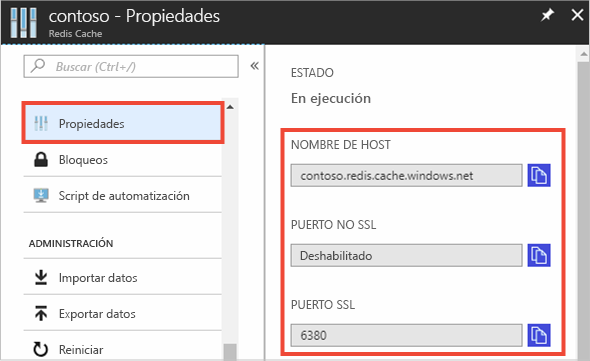 contoso - Propiedades
Redis Cache
Buscar (Ctrl+/)
Propiedades
Bloqueos
Script de automatización
ADMINISTRACIÓN
Importar datos
Exportar datos
Reiniciar
ESTADO
En ejecución
NOMBRE DE HOST
contoso.redis.cache.windows.net
PUERTO NO SSL
Deshabilitado
PUERTO SSL
6380